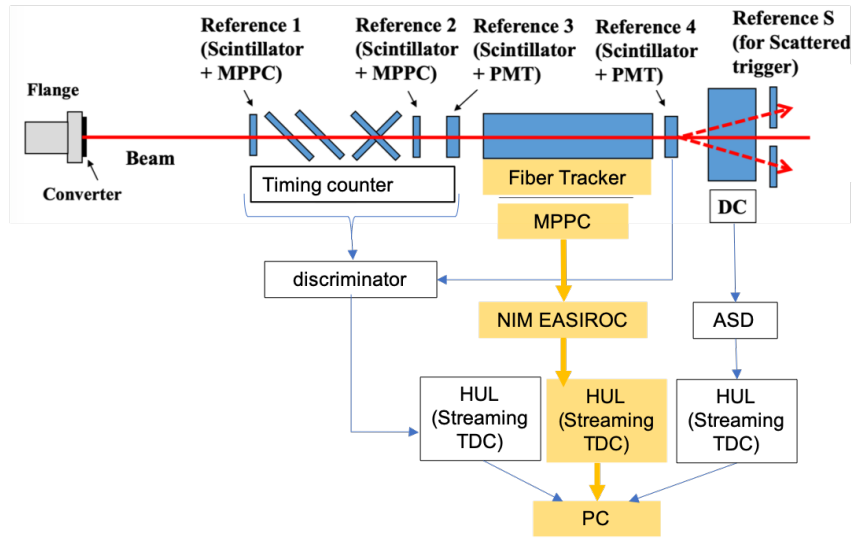 Reference 1
(Scintillator
+ MPPC)
Reference 2
(Scintillator
+ MPPC)
Reference 3
(Scintillator
+ PMT)
Reference 4
(Scintillator
+ PMT)
Reference S
(for Scattered
trigger)
Flange
Beam
Converter
Timing counter
Fiber Tracker
DC
MPPC
discriminator
NIM EASIROC
ASD
HUL
(Streaming
TDC)
HUL
(Streaming
TDC)
HUL
(Streaming
TDC)
PC